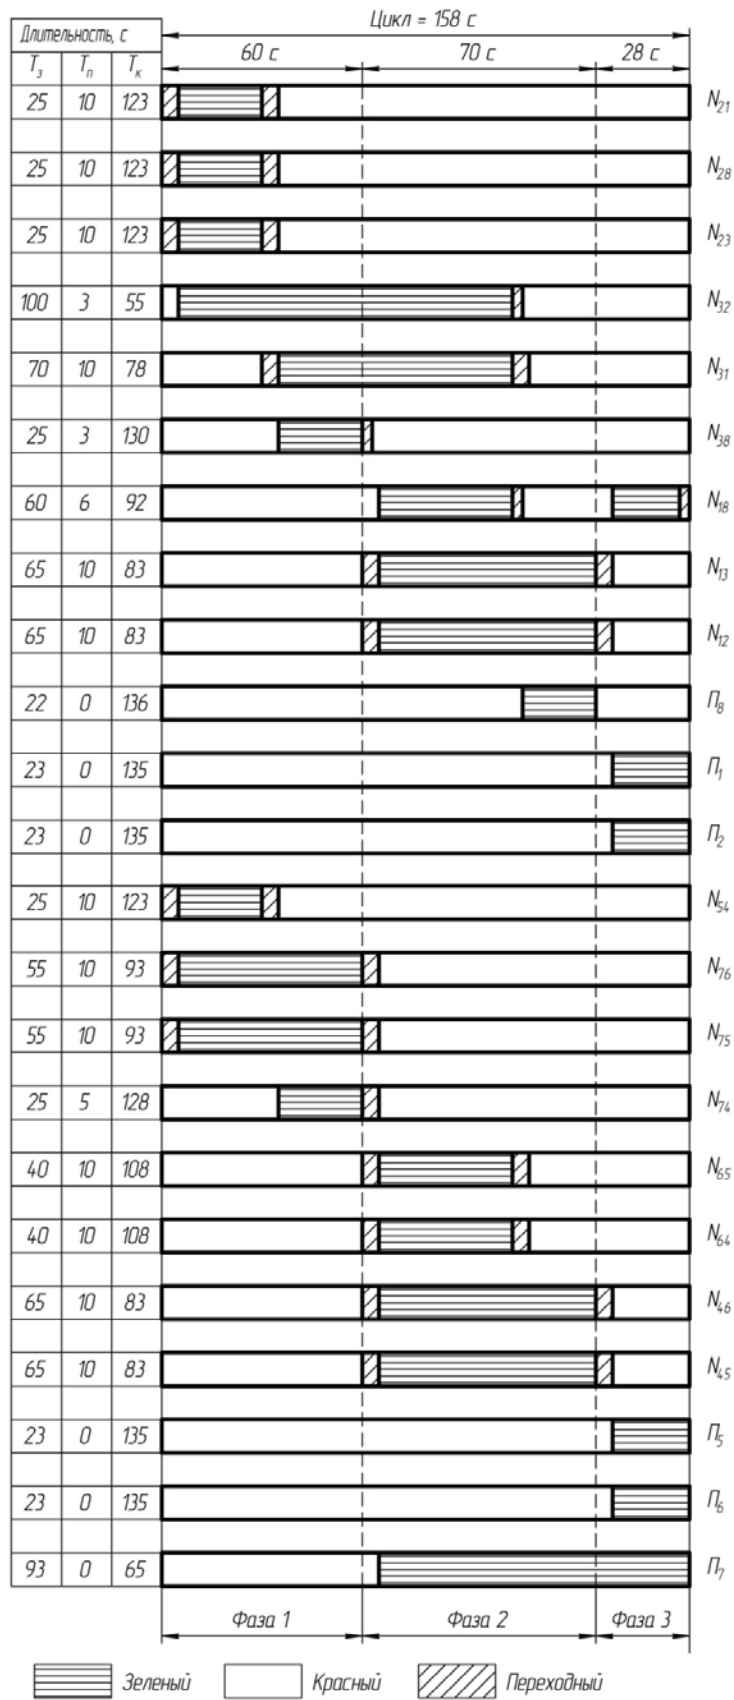 Длительность, с
Цикл = 158 с
Tз Tп Tк
60 с 70 с 28 с
25 10 123 N21
25 10 123 N28
25 10 123 N23
100 3 55 N32
70 10 78 N31
25 3 130 N38
60 6 92 N18
65 10 83 N13
65 10 83 N12
22 0 136 П8
23 0 135 П1
23 0 135 П2
25 10 123 N54
55 10 93 N76
55 10 93 N75
25 5 128 N74
40 10 108 N65
40 10 108 N64
65 10 83 N46
65 10 83 N45
23 0 135 П5
23 0 135 П6
93 0 65 П7
Фаза 1 Фаза 2 Фаза 3
Зеленый Красный Переходный